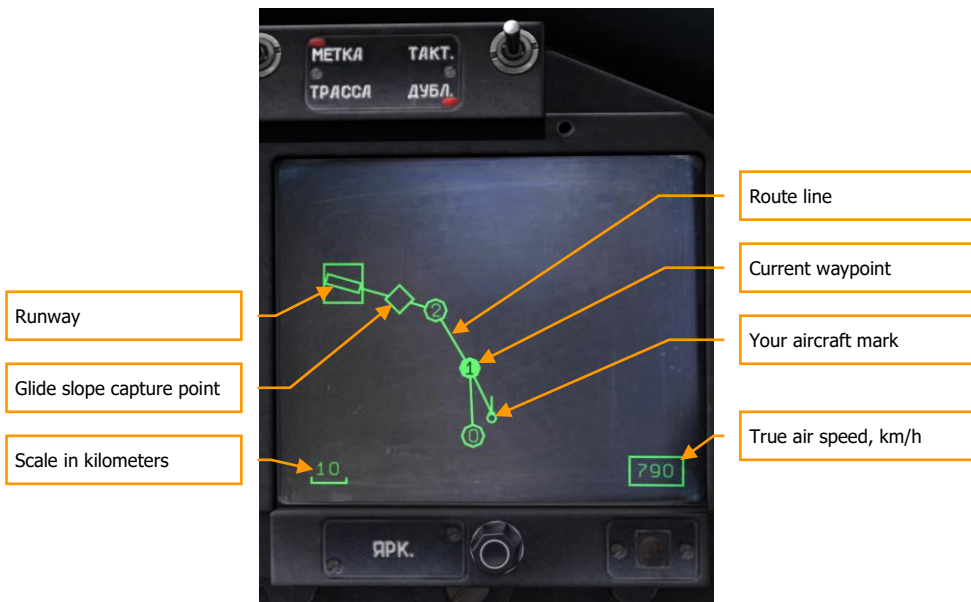 МЕТКА ТАКТ.
ТРАССА ДУБЛ.
Route line
Current waypoint
Runway
2
Your aircraft mark
Glide slope capture point
1
0
True air speed, km/h
Scale in kilometers
10
790
ЯРК.